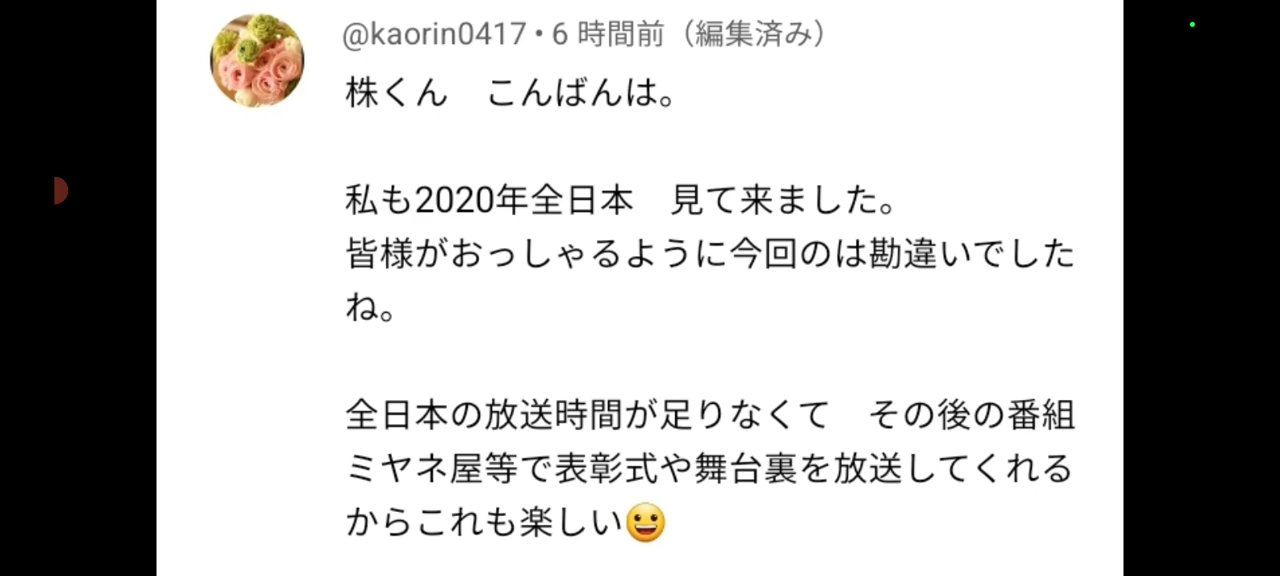 @kaorin0417 • 6 時間前（編集済み）
株くん　こんばんは。
私も2020年全日本　見て来ました。
皆様がおっしゃるように今回のは勘違いでした
ね。
全日本の放送時間が足りなくて　その後の番組
ミヤネ屋等で表彰式や舞台裏を放送してくれる
からこれも楽しい😀